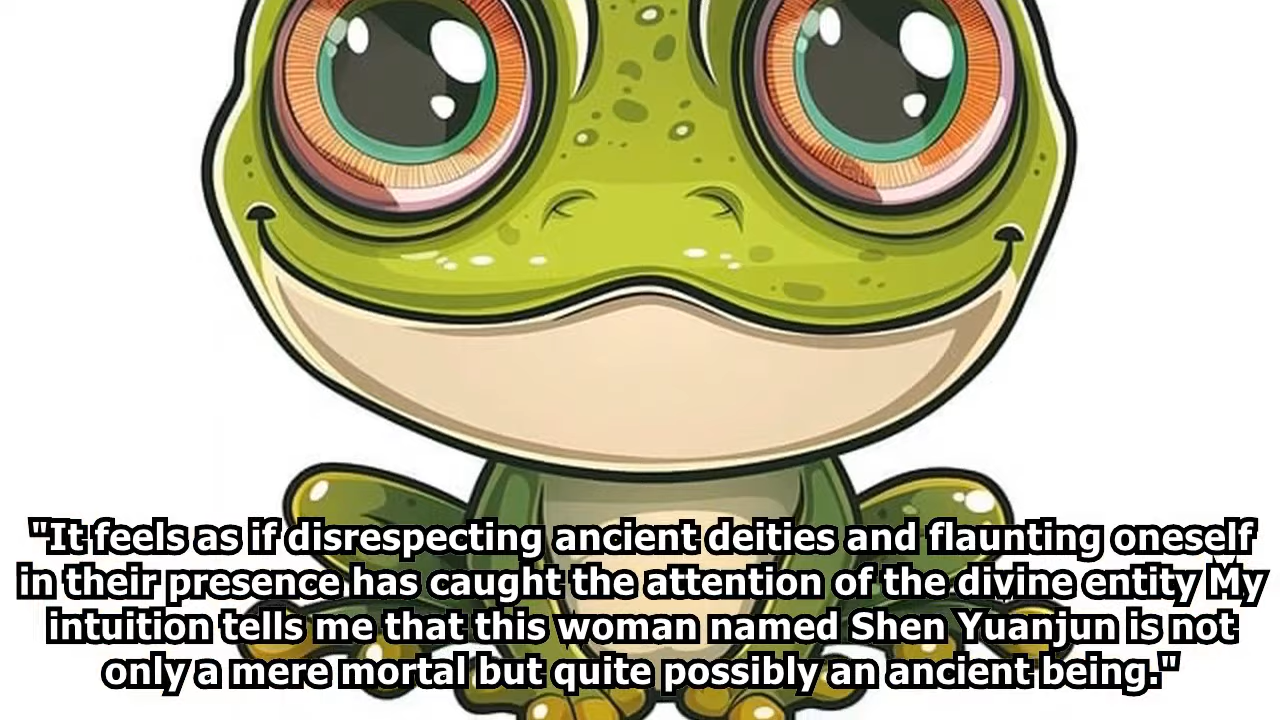 "It feels as if disrespecting ancient deities and flaunting oneself
in their presence has caught the attention of the divine entity My
intuition tells me that this woman named Shen Yuanjun is not
only a mere mortal but quite possibly an ancient being."